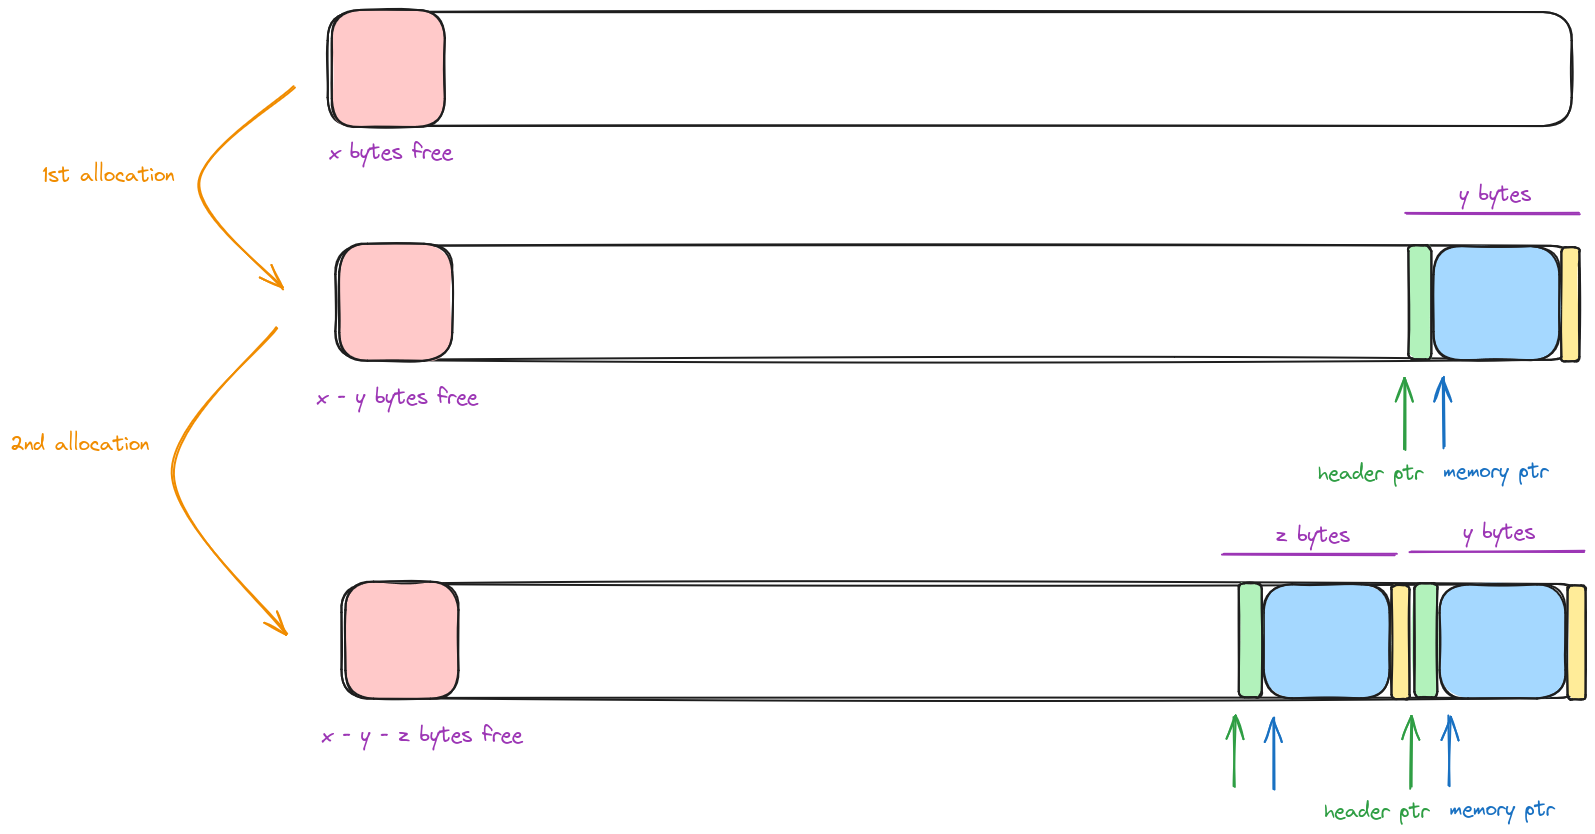 x bytes free
1st allocation
y bytes
x - y bytes free
2nd allocation
header ptr
memory ptr
z bytes
y bytes
x - y - z bytes free
header ptr
memory ptr